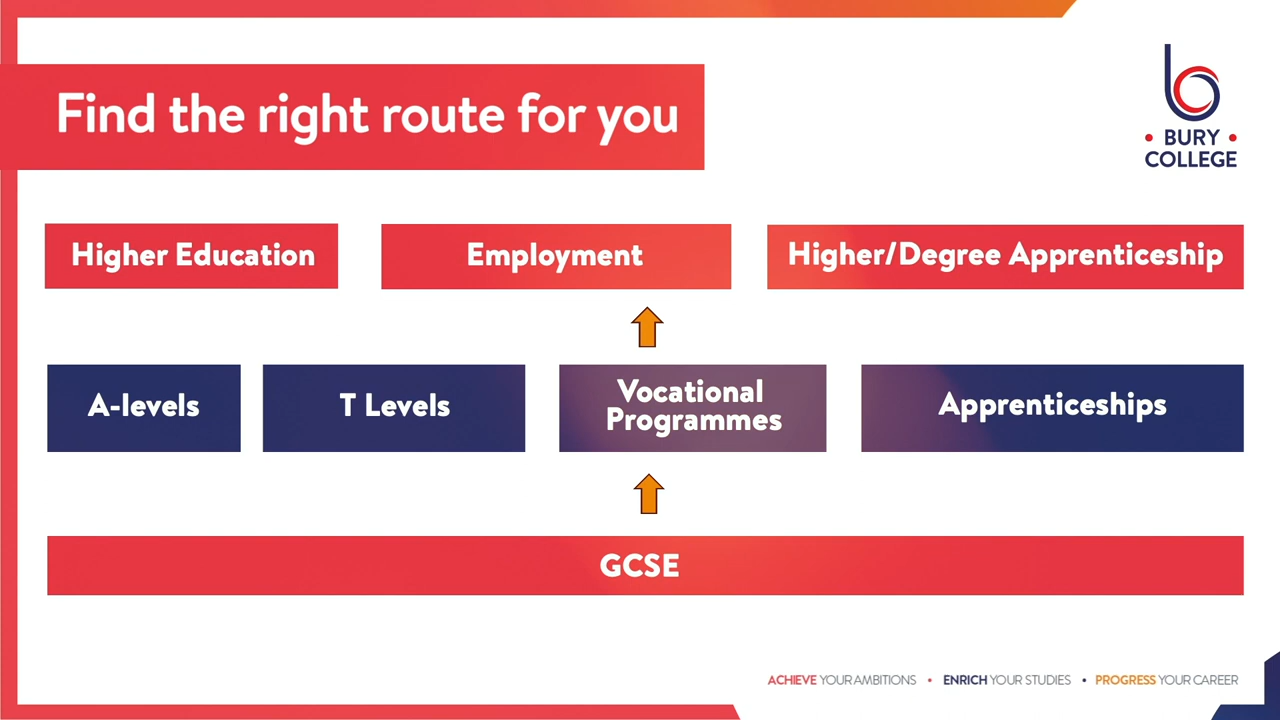 Find the right route for you
BURY
COLLEGE
Higher Education
Employment
Higher/Degree Apprenticeship
A-levels
T Levels
Vocational
Programmes
Apprenticeships
GCSE
ACHIEVE YOUR AMBITIONS • ENRICH YOUR STUDIES • PROGRESS YOUR CAREER